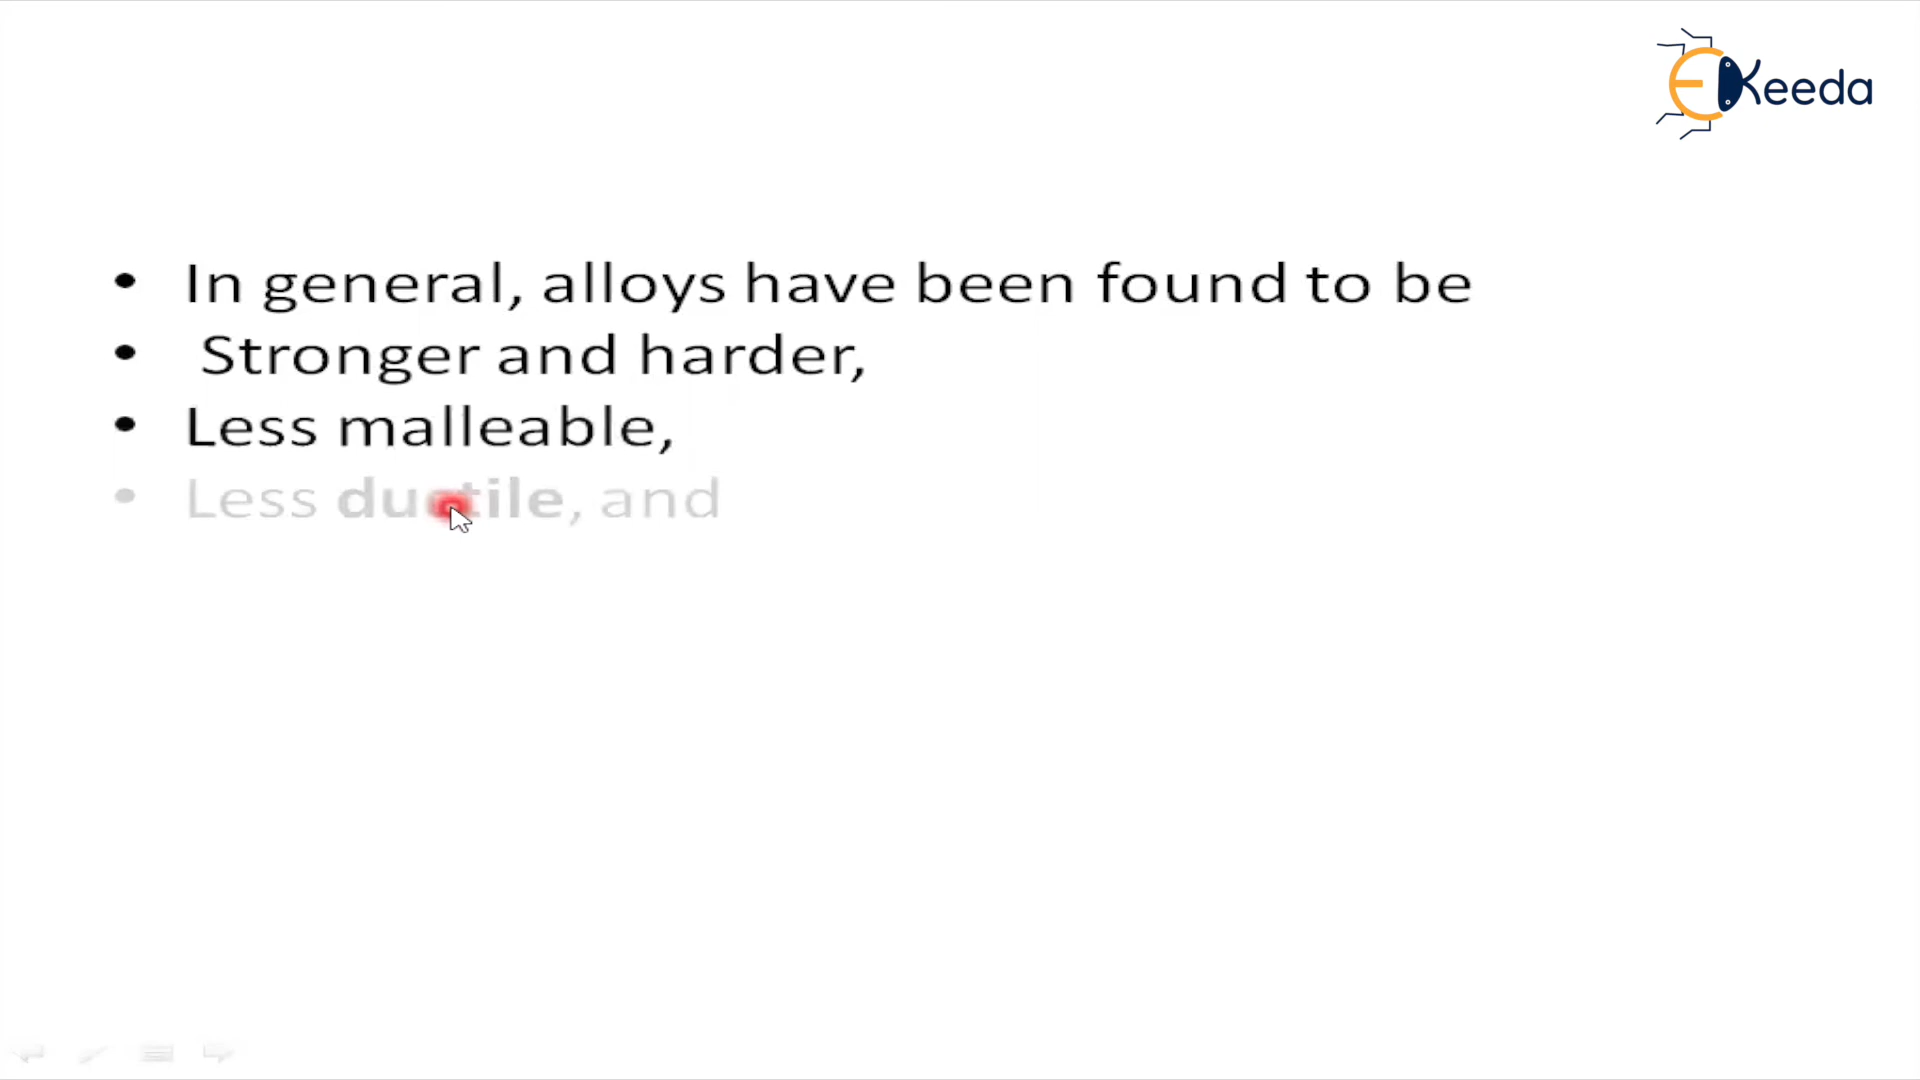 EKeeda
• In general, alloys have been found to be
• Stronger and harder,
• Less malleable,
• Less ductile, and